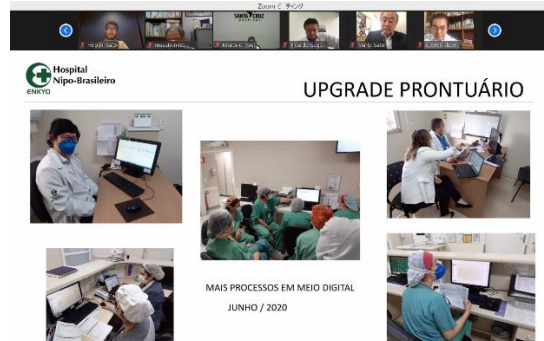 Zoom ミーティング
SANTA CRUZ
HOSPITAL
Hospital
Nipo-Brasileiro
ENKYO
UPGRADE PRONTUÁRIO
MAIS PROCESSOS EM MEIO DIGITAL
JUNHO / 2020